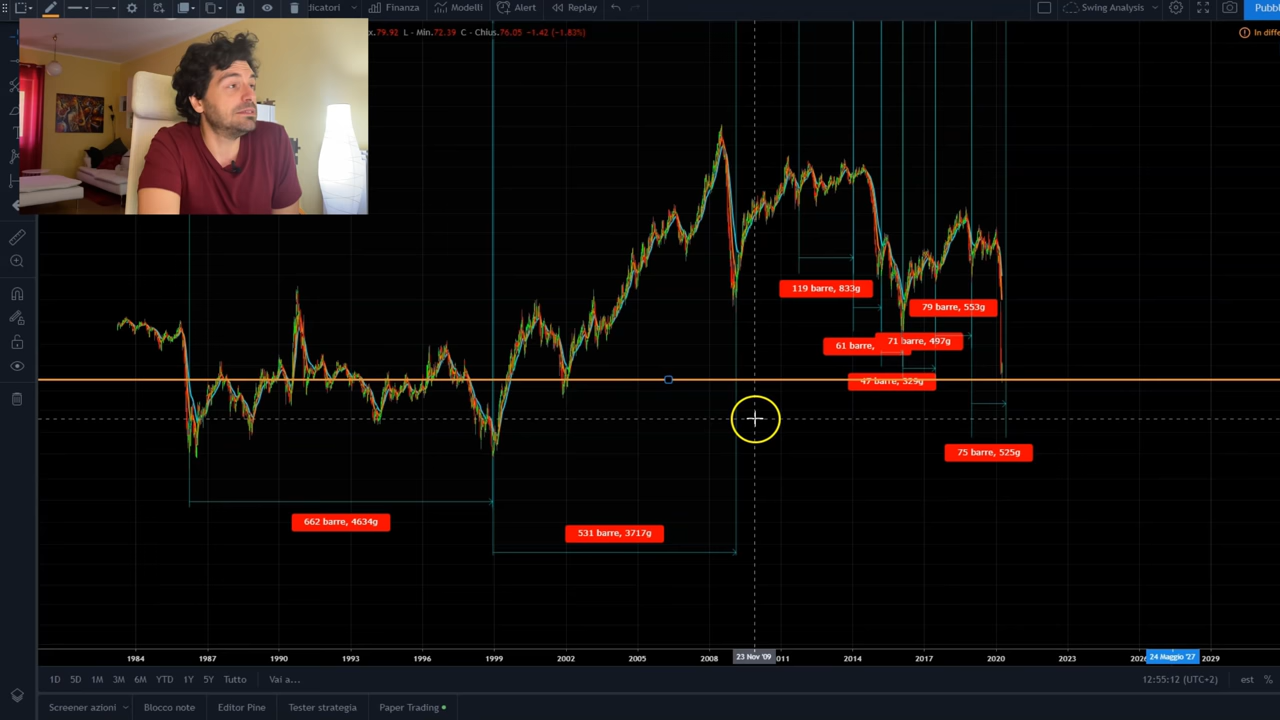 icatori Finanza Modelli Alert Replay Swing Analysis Pubbl
x.79.92 L - Min.72.39 C - Chius.76.05 -1.42 (-1.83%) In diffe
119 barre, 833g
79 barre, 553g
61 barre, 71 barre, 497g
47 barre, 329g
75 barre, 525g
662 barre, 4634g
531 barre, 3717g
1984 1987 1990 1993 1996 1999 2002 2005 2008 23 Nov '09 011 2014 2017 2020 2023 202 24 Maggio '27 2029
1D 5D 1M 3M 6M YTD 1Y 5Y Tutto Vai a... 12:55:12 (UTC+2) est %
Screener azioni Blocco note Editor Pine Tester strategia Paper Trading